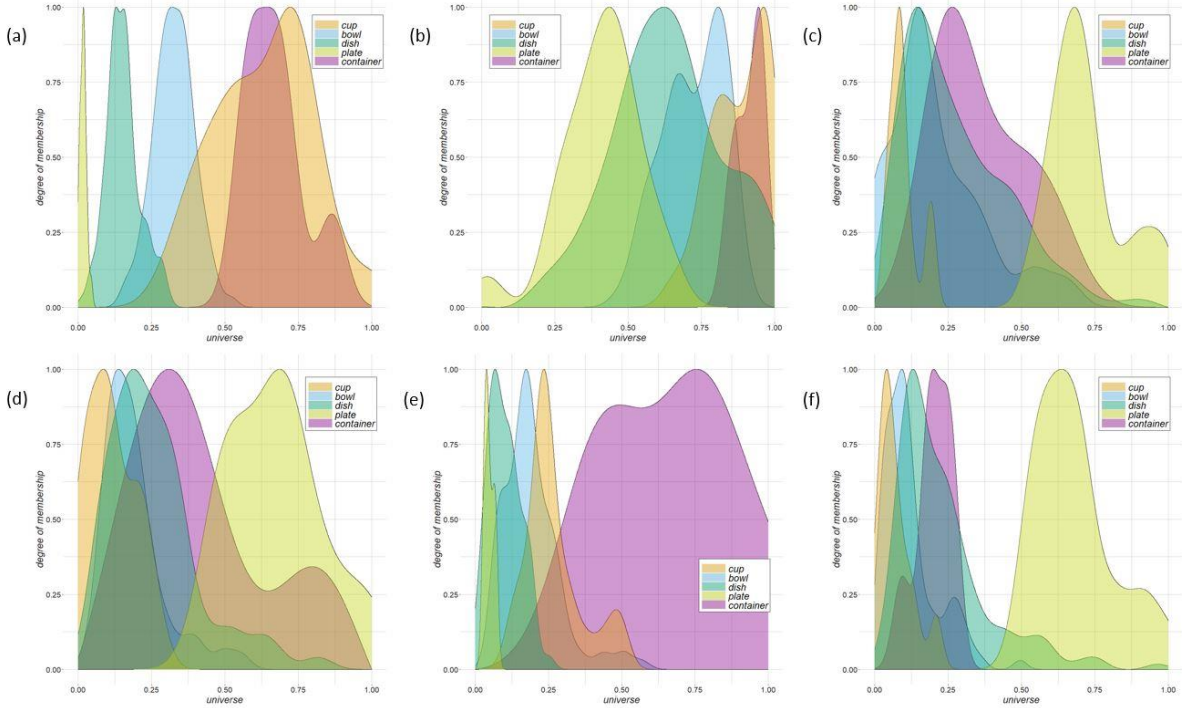 (a)
1.00
0.75
0.50
0.25
0.00
degree of membership
0.00 0.25 0.50 0.75 1.00
universe
cup
bowl
dish
plate
container
(b)
1.00
0.75
0.50
0.25
0.00
degree of membership
0.00 0.25 0.50 0.75 1.00
universe
cup
bowl
dish
plate
container
(c)
1.00
0.75
0.50
0.25
0.00
degree of membership
0.00 0.25 0.50 0.75 1.00
universe
cup
bowl
dish
plate
container
(d)
1.00
0.75
0.50
0.25
0.00
degree of membership
0.00 0.25 0.50 0.75 1.00
universe
cup
bowl
dish
plate
container
(e)
1.00
0.75
0.50
0.25
0.00
degree of membership
0.00 0.25 0.50 0.75 1.00
universe
cup
bowl
dish
plate
container
(f)
1.00
0.75
0.50
0.25
0.00
degree of membership
0.00 0.25 0.50 0.75 1.00
universe
cup
bowl
dish
plate
container